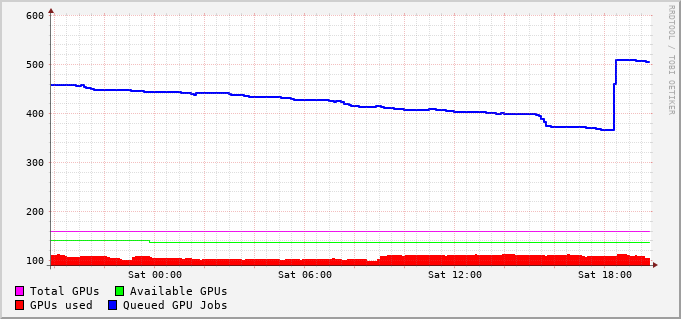 600
500
400
300
200
100
Sat 00:00 Sat 06:00 Sat 12:00 Sat 18:00
Total GPUs Available GPUs
GPUs used Queued GPU Jobs
RRDTOOL / TOBI OETIKER